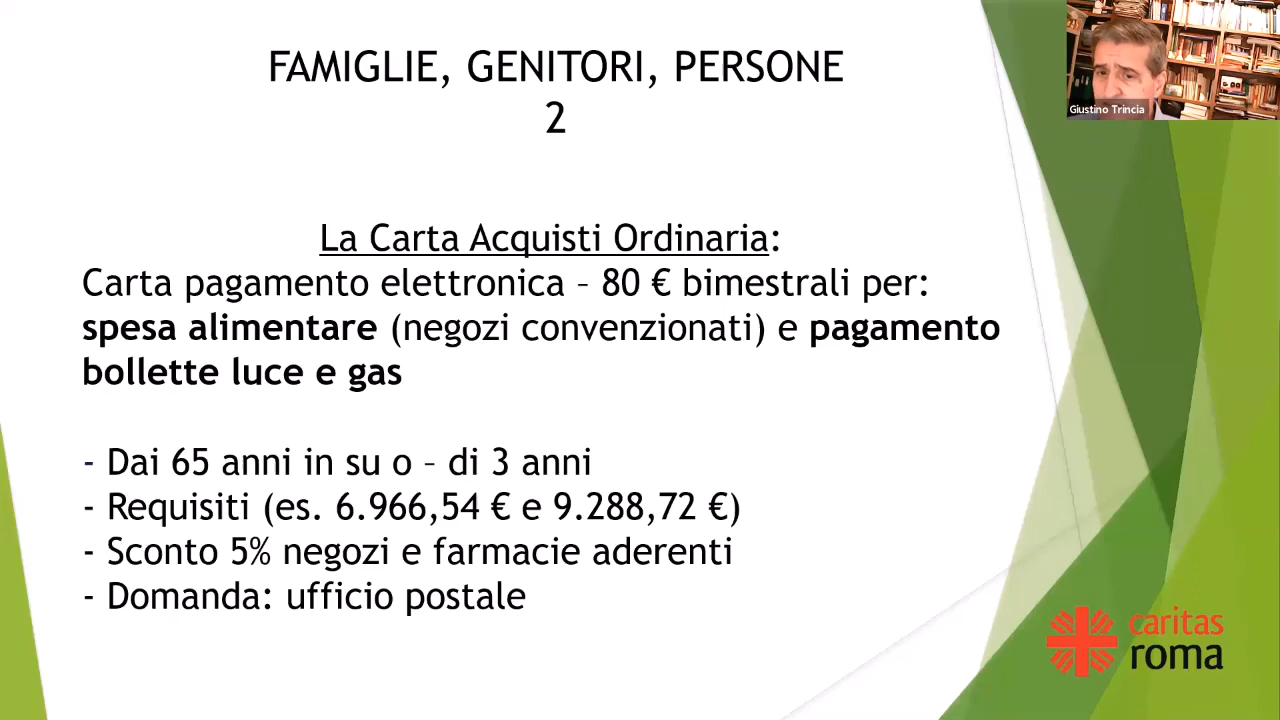 FAMIGLIE, GENITORI, PERSONE
2
Giustino Trincia
La Carta Acquisti Ordinaria:
Carta pagamento elettronica – 80 € bimestrali per:
spesa alimentare (negozi convenzionati) e pagamento
bollette luce e gas
- Dai 65 anni in su o – di 3 anni
- Requisiti (es. 6.966,54 € e 9.288,72 €)
- Sconto 5% negozi e farmacie aderenti
- Domanda: ufficio postale
caritas
roma